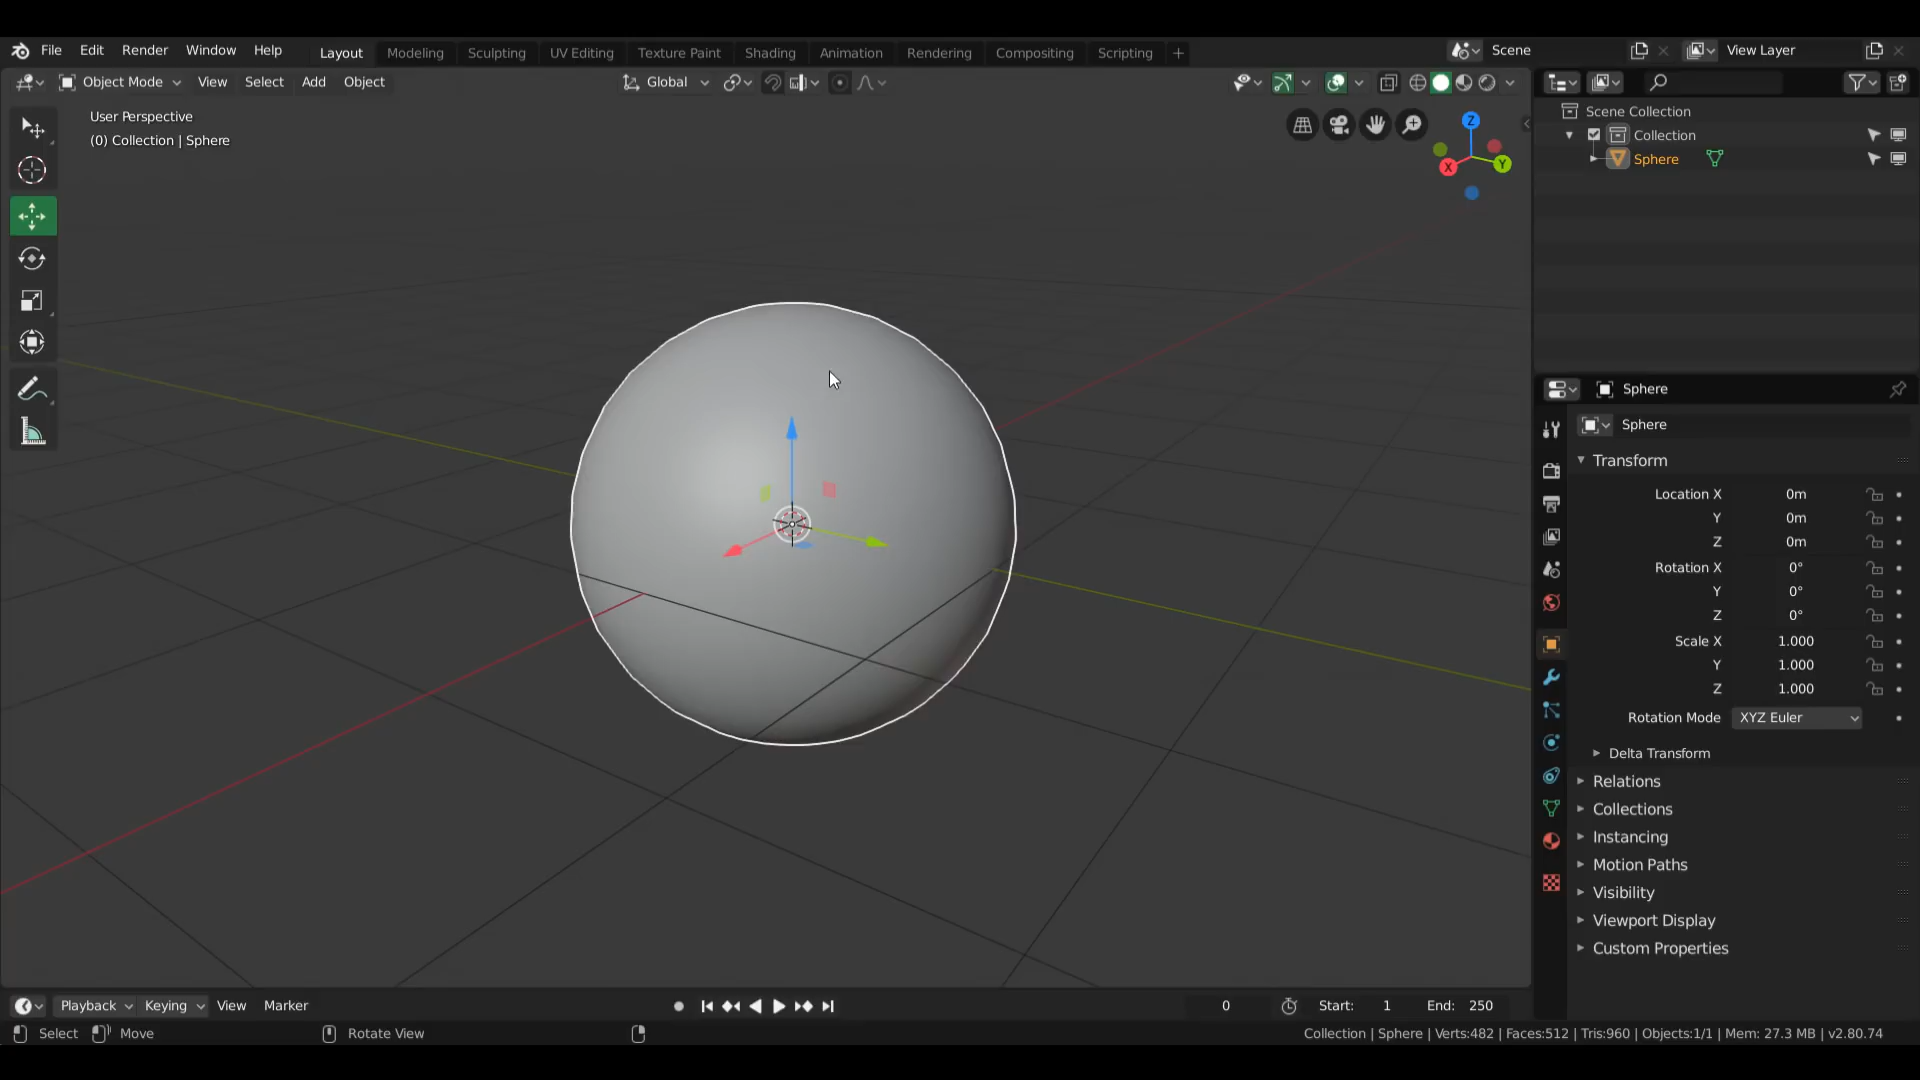 File Edit Render Window Help Layout Modeling Sculpting UV Editing Texture Paint Shading Animation Rendering Compositing Scripting + Scene View Layer
Object Mode View Select Add Object Global
User Perspective
(0) Collection | Sphere
Z
X Y
Scene Collection
Collection
Sphere
Sphere
Sphere
Transform
Location X 0m
Y 0m
Z 0m
Rotation X 0°
Y 0°
Z 0°
Scale X 1.000
Y 1.000
Z 1.000
Rotation Mode XYZ Euler
Delta Transform
Relations
Collections
Instancing
Motion Paths
Visibility
Viewport Display
Custom Properties
Playback Keying View Marker 0 Start: 1 End: 250
Select Move Rotate View Collection | Sphere | Verts:482 | Faces:512 | Tris:960 | Objects:1/1 | Mem: 27.3 MB | v2.80.74